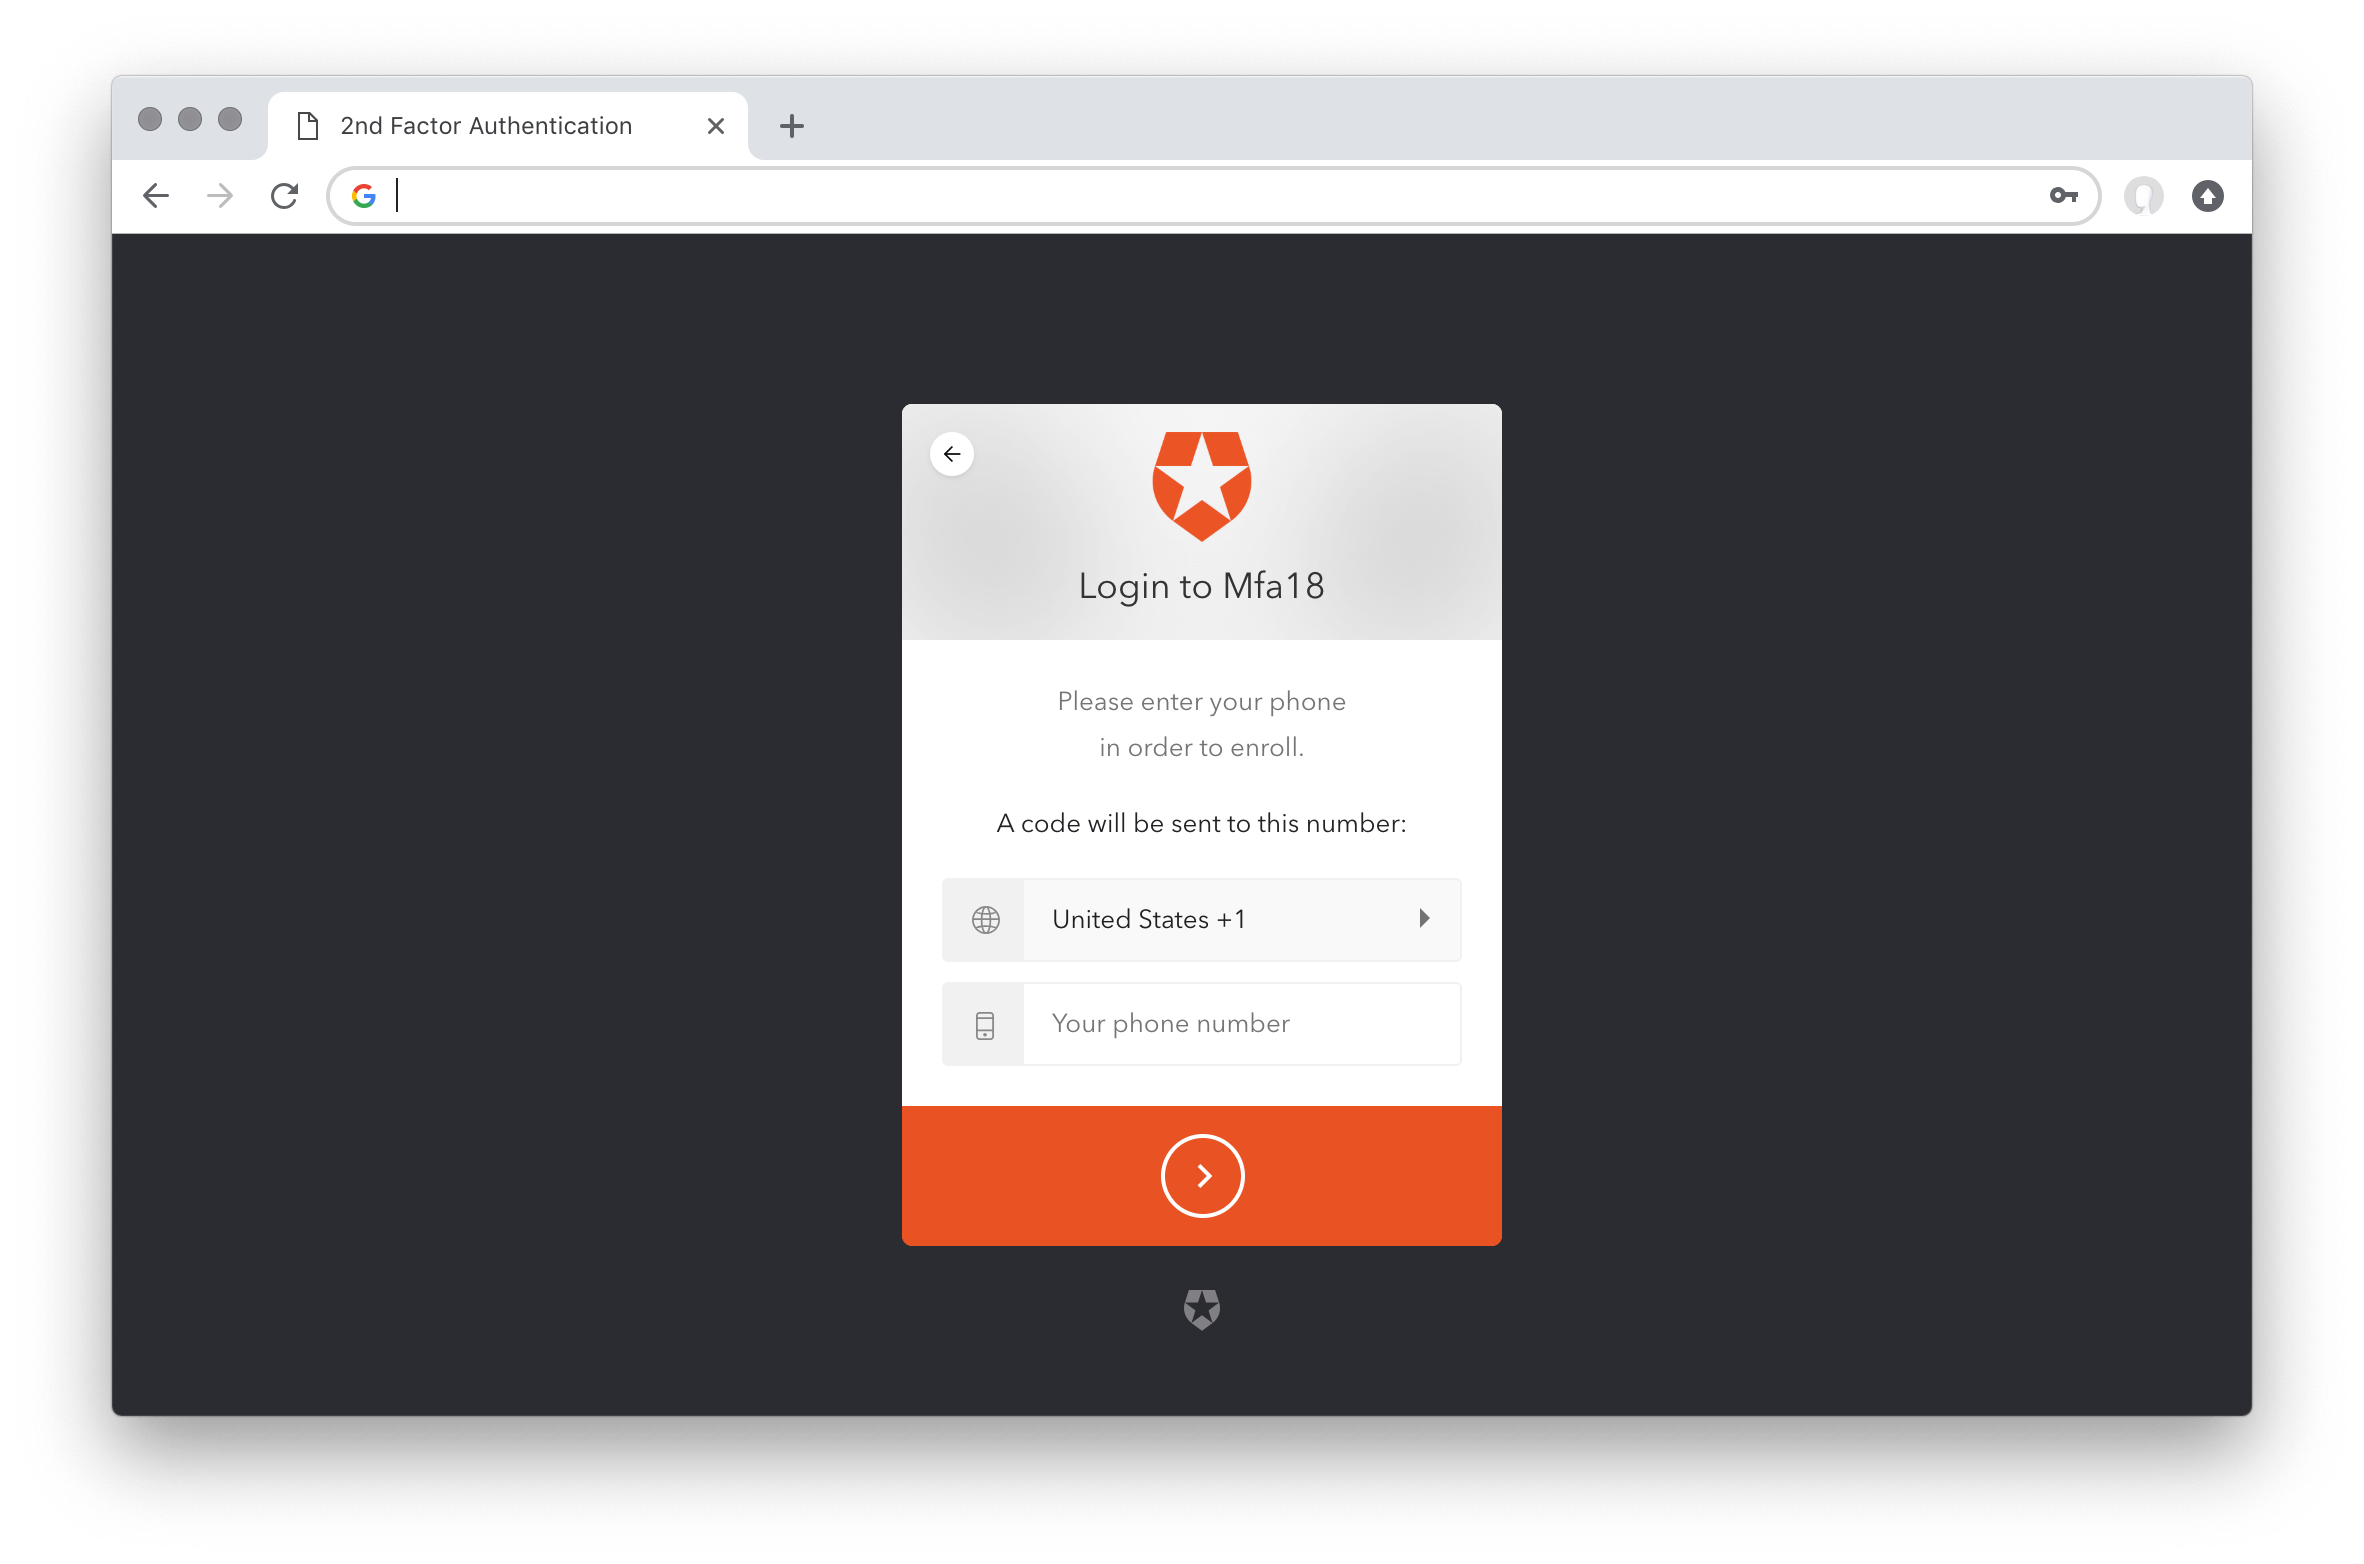 2nd Factor Authentication
Login to Mfa18
Please enter your phone
in order to enroll.
A code will be sent to this number:
United States +1
Your phone number